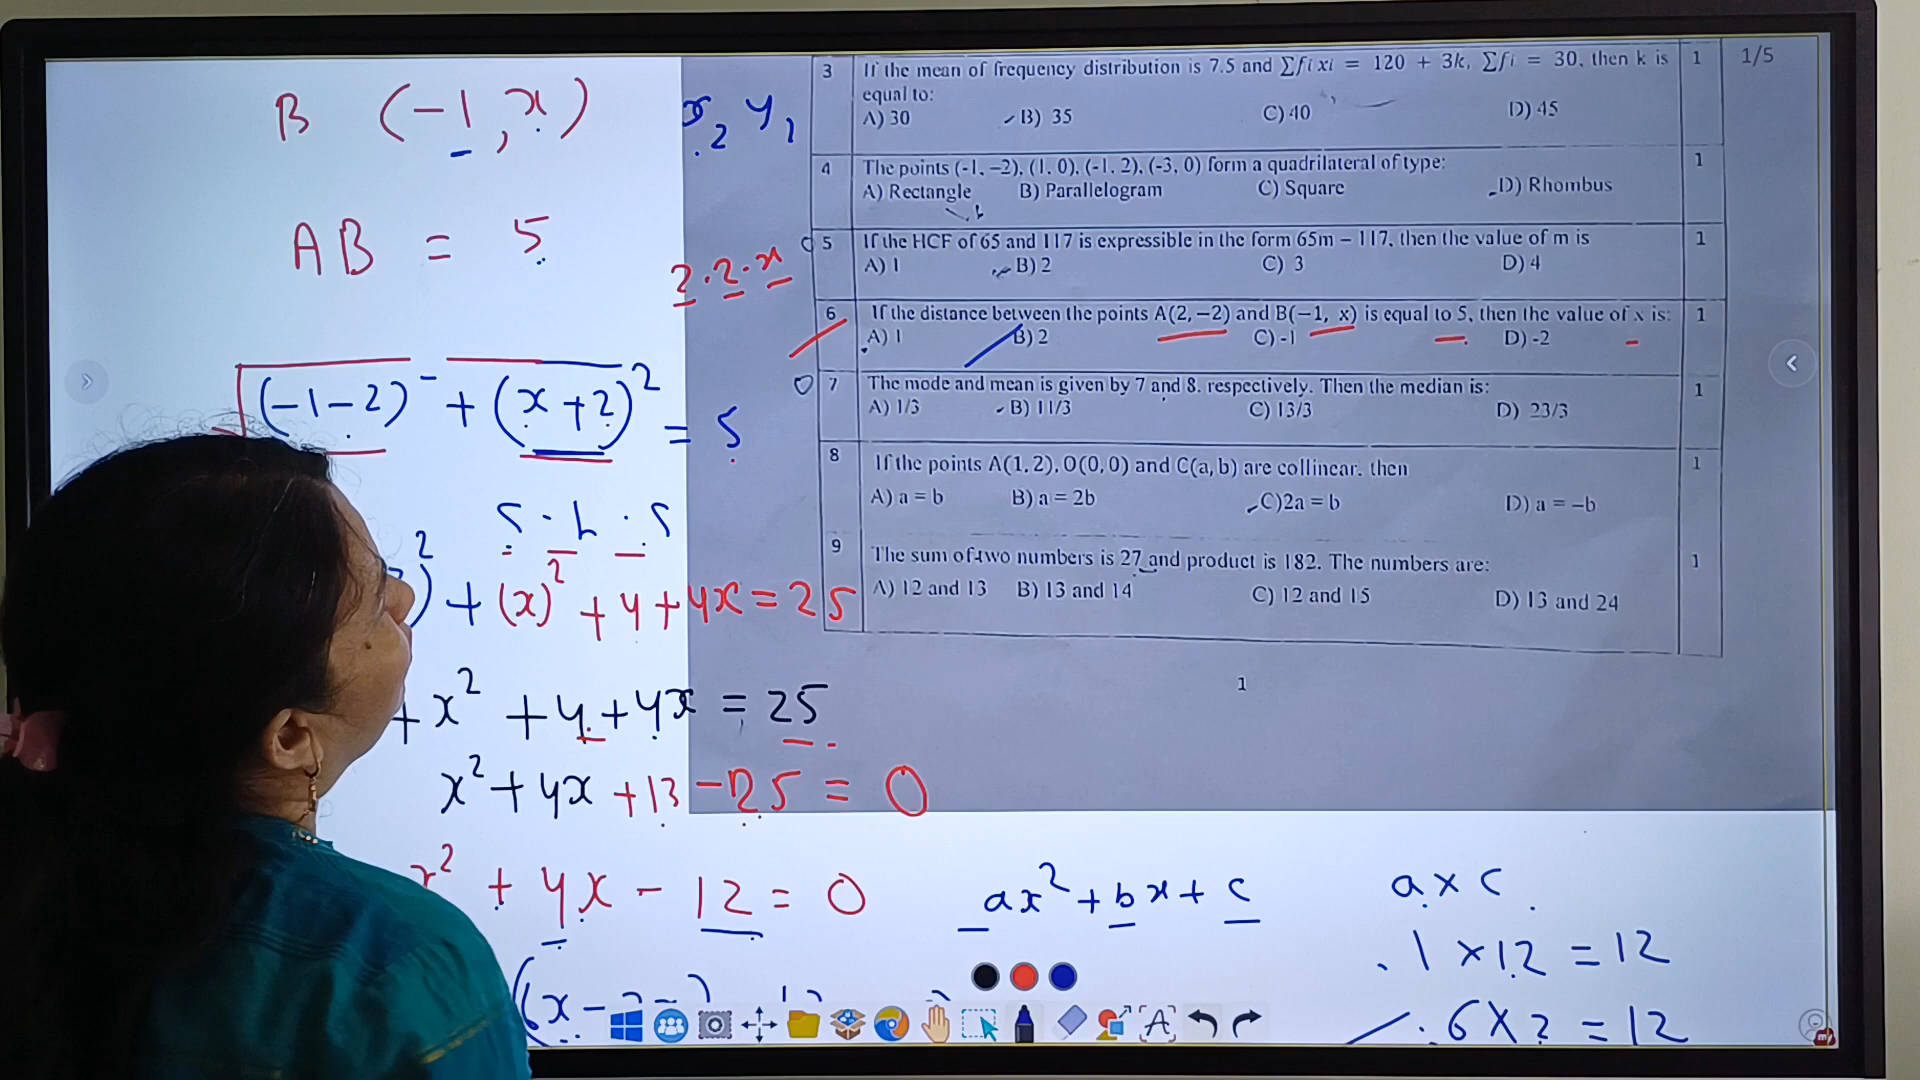 B (-1, x)
x2 y2
AB = 5
2·2·x
(-1-2) + (x+2)² = 5
² + (x)² + 4 + 4x = 25
+ x² + 4 + 4x = 25
x² + 4x + 13 - 25 = 0
x² + 4x - 12 = 0
ax² + bx + c
a x c
1 x 12 = 12
6 x 2 = 12
3 If the mean of frequency distribution is 7.5 and ∑fi xi = 120 + 3k, ∑fi = 30, then k is 1 1/5
equal to:
A) 30 B) 35 C) 40 D) 45
4 The points (-1, −2), (1, 0), (-1, 2), (-3, 0) form a quadrilateral of type: 1
A) Rectangle B) Parallelogram C) Square D) Rhombus
5 If the HCF of 65 and 117 is expressible in the form 65m – 117, then the value of m is 1
A) 1 B) 2 C) 3 D) 4
6 If the distance between the points A(2, −2) and B(−1, x) is equal to 5, then the value of x is: 1
A) 1 B) 2 C) -1 D) -2
7 The mode and mean is given by 7 and 8. respectively. Then the median is: 1
A) 1/3 B) 11/3 C) 13/3 D) 23/3
8 If the points A(1, 2), O(0, 0) and C(a, b) are collinear. then 1
A) a = b B) a = 2b C)2a = b D) a = −b
9 The sum of two numbers is 27 and product is 182. The numbers are: 1
A) 12 and 13 B) 13 and 14 C) 12 and 15 D) 13 and 24
1